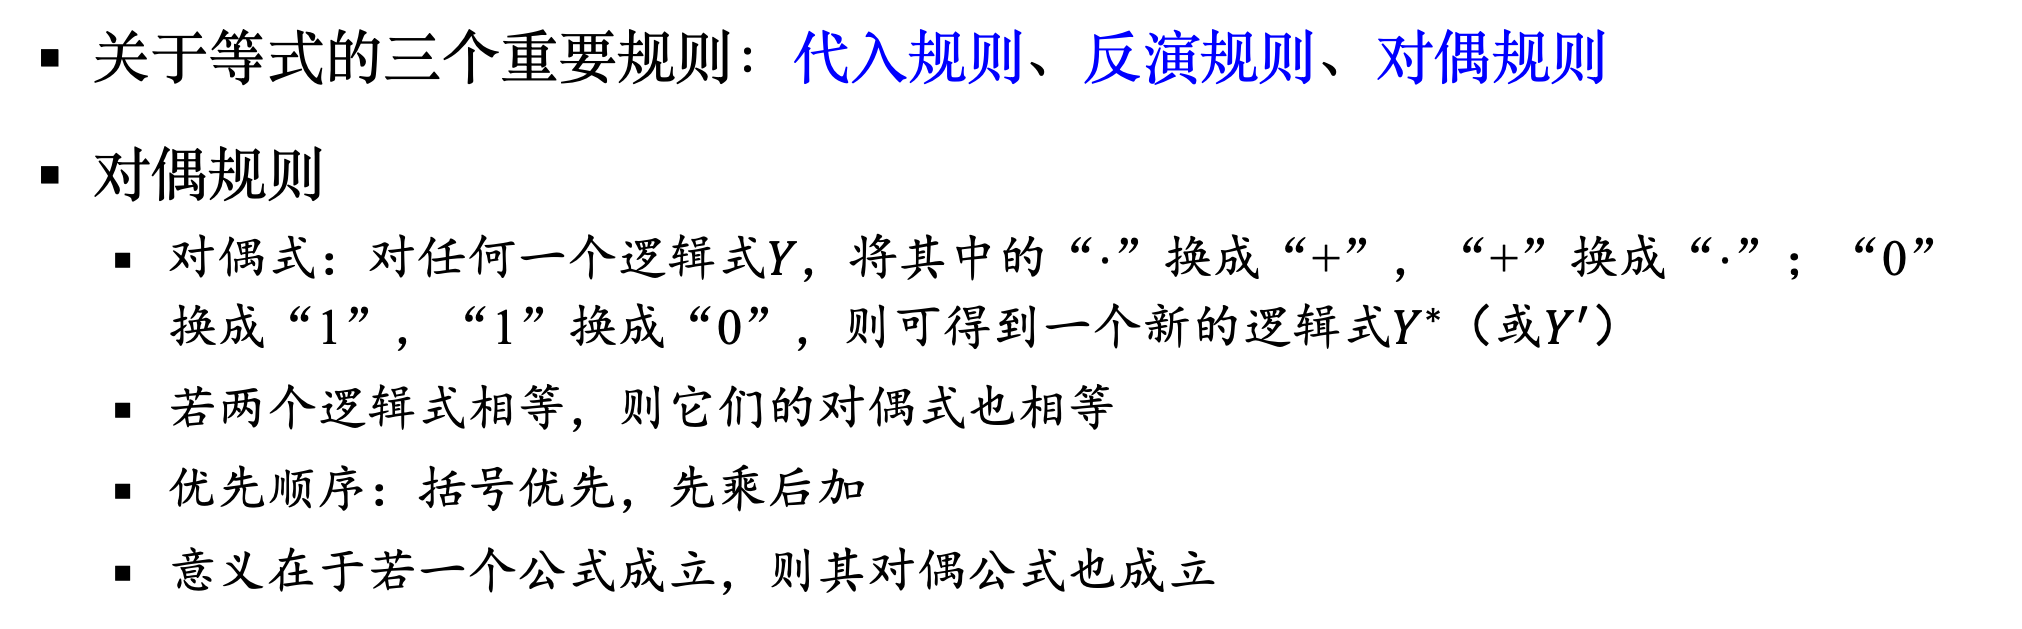 ▪ 关于等式的三个重要规则：代入规则、反演规则、对偶规则
▪ 对偶规则
▪ 对偶式：对任何一个逻辑式Y，将其中的“·”换成“+”，“+”换成“·”；“0”
换成“1”，“1”换成“0”，则可得到一个新的逻辑式Y*（或Y′）
▪ 若两个逻辑式相等，则它们的对偶式也相等
▪ 优先顺序：括号优先，先乘后加
▪ 意义在于若一个公式成立，则其对偶公式也成立